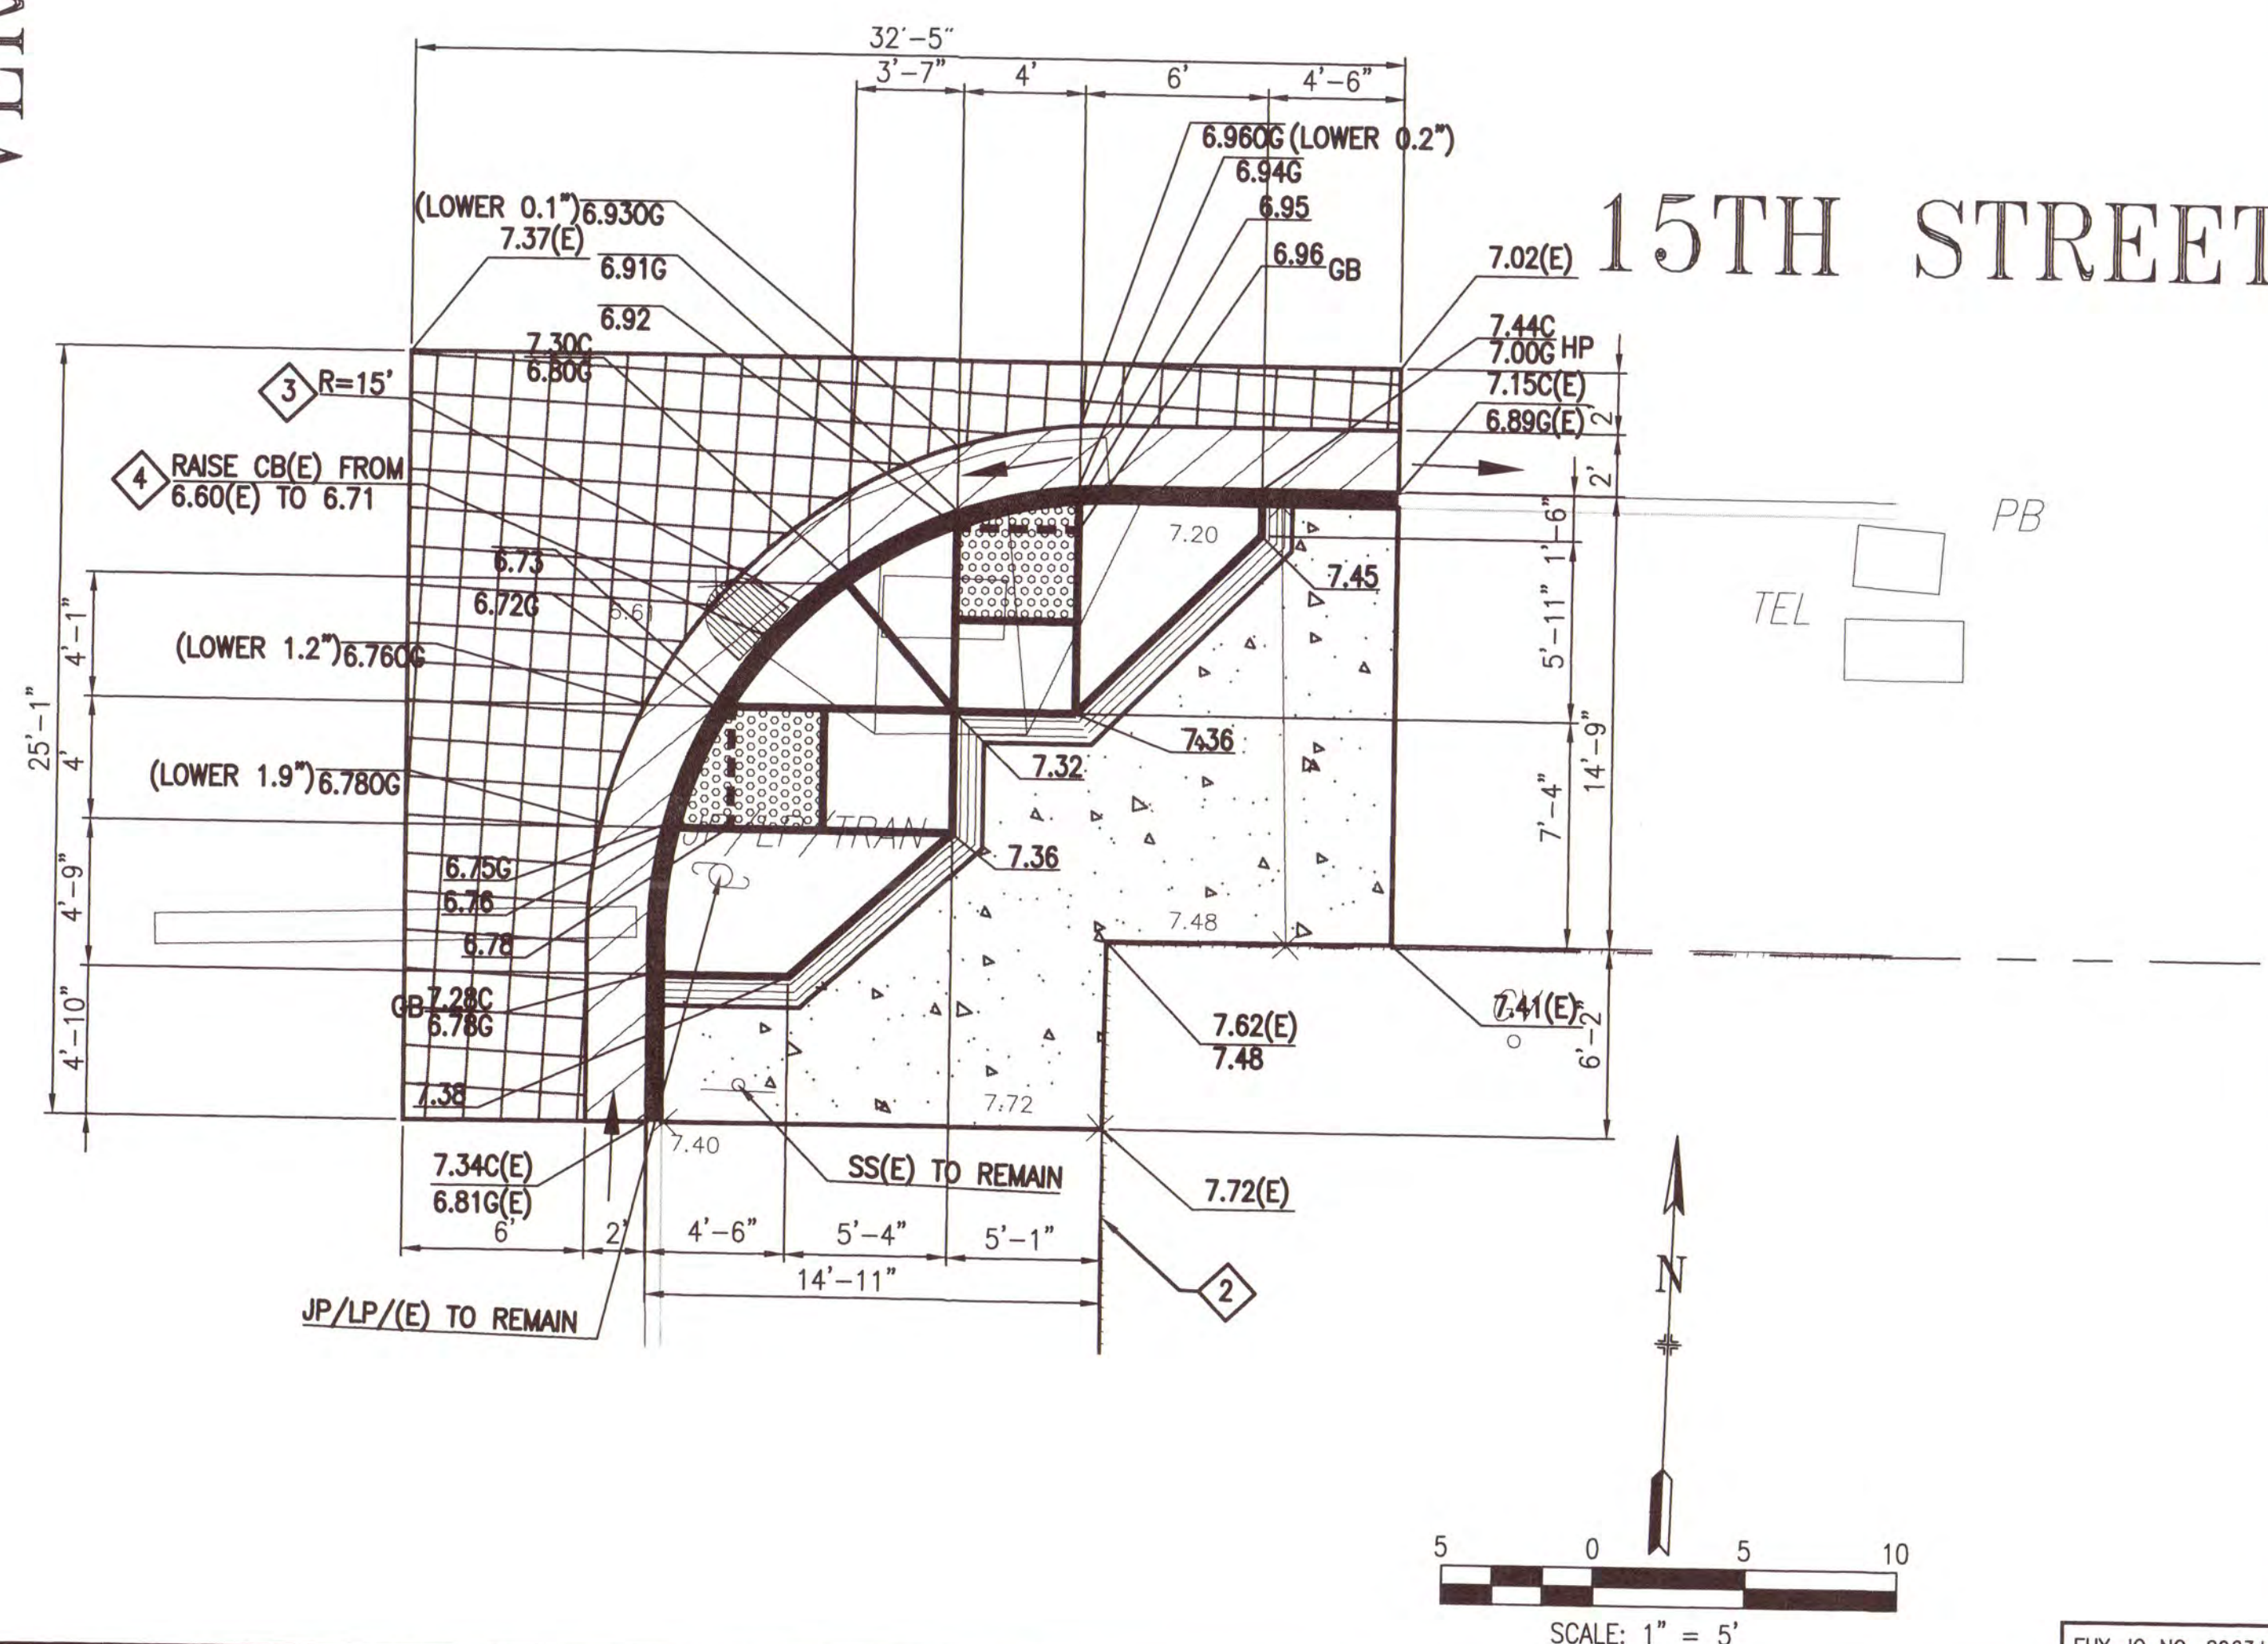 32'-5"
3'-7"
4'
6'
4'-6"
6.96OG (LOWER 0.2")
6.94G
6.95
6.96 GB
(LOWER 0.1") 6.93OG
7.37(E)
6.91G
6.92
7.30C
6.80G
15TH STREET
7.02(E)
7.44C
7.00G HP
7.15C(E)
6.89G(E)
2'
2'
3 R=15'
4 RAISE CB(E) FROM
6.60(E) TO 6.71
6.73
6.72G
(LOWER 1.2") 6.76OG
(LOWER 1.9") 6.78OG
6.75G
6.76
6.78
GB 7.28C
6.78G
7.38
25'-1"
4'-1"
4'
4'-9"
4'-10"
7.20
7.45
7.36
7.32
7.36
JP/LP/TRAN
7.48
7.72
7.40
1'-6"
5'-11"
7'-4"
14'-9"
6'-2"
PB
TEL
7.41(E)
7.62(E)
7.48
7.72(E)
7.34C(E)
6.81G(E)
SS(E) TO REMAIN
6'
2'
4'-6"
5'-4"
5'-1"
14'-11"
2
JP/LP/(E) TO REMAIN
N
5 0 5 10
SCALE: 1" = 5'